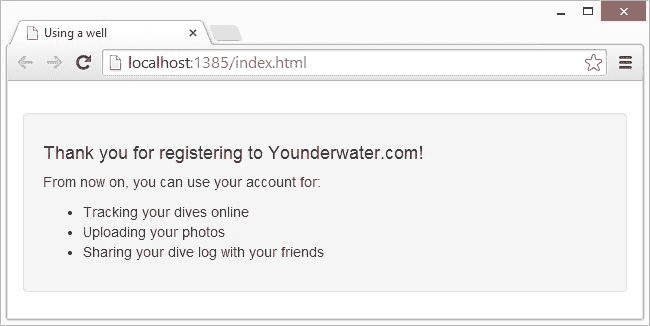 Using a well
localhost:1385/index.html
Thank you for registering to Younderwater.com!
From now on, you can use your account for:
Tracking your dives online
Uploading your photos
Sharing your dive log with your friends